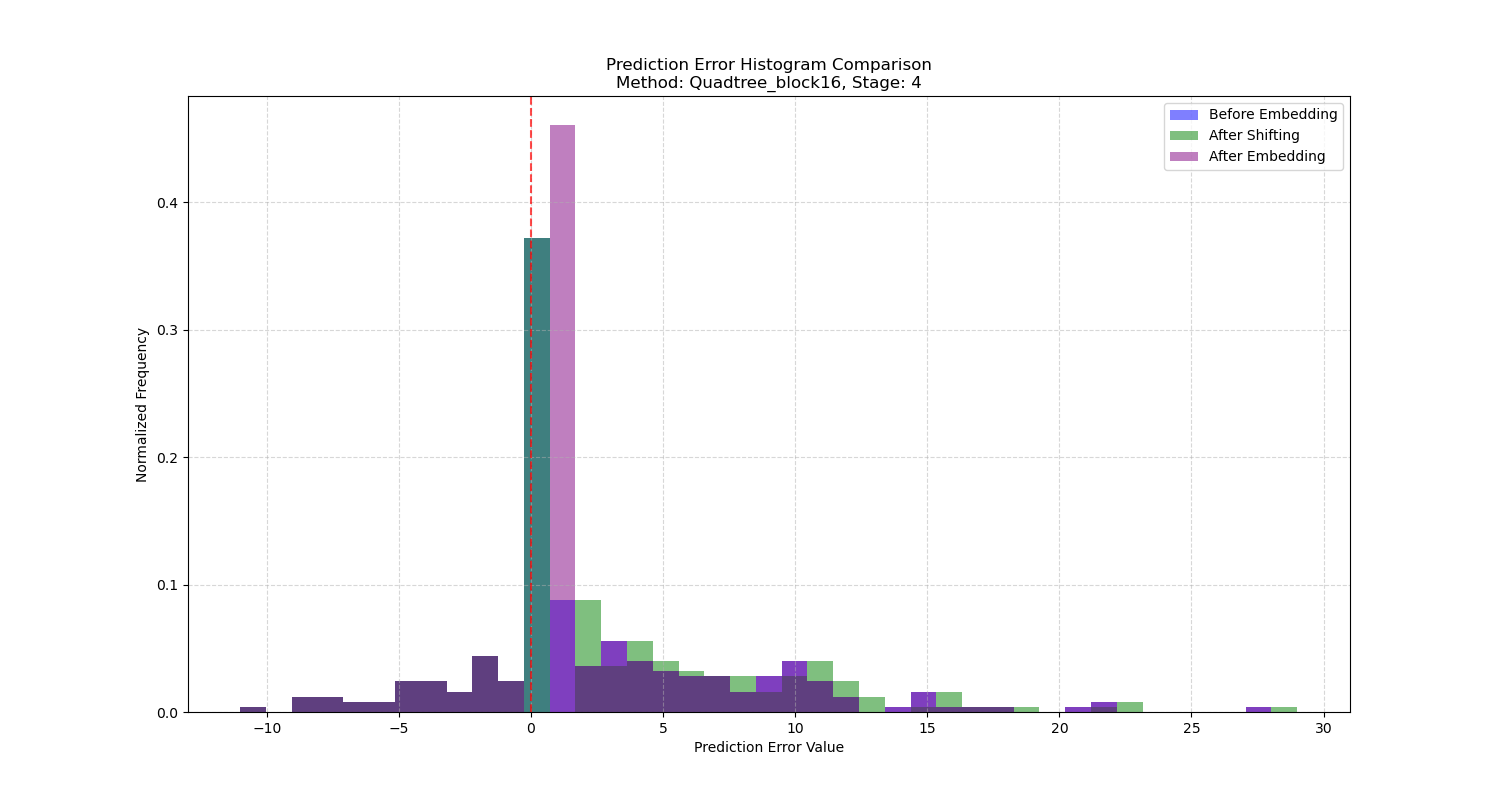 Prediction Error Histogram Comparison
Method: Quadtree_block16, Stage: 4
Before Embedding
After Shifting
After Embedding
Normalized Frequency
0.4
0.3
0.2
0.1
0.0
−10
−5
0
5
10
15
20
25
30
Prediction Error Value